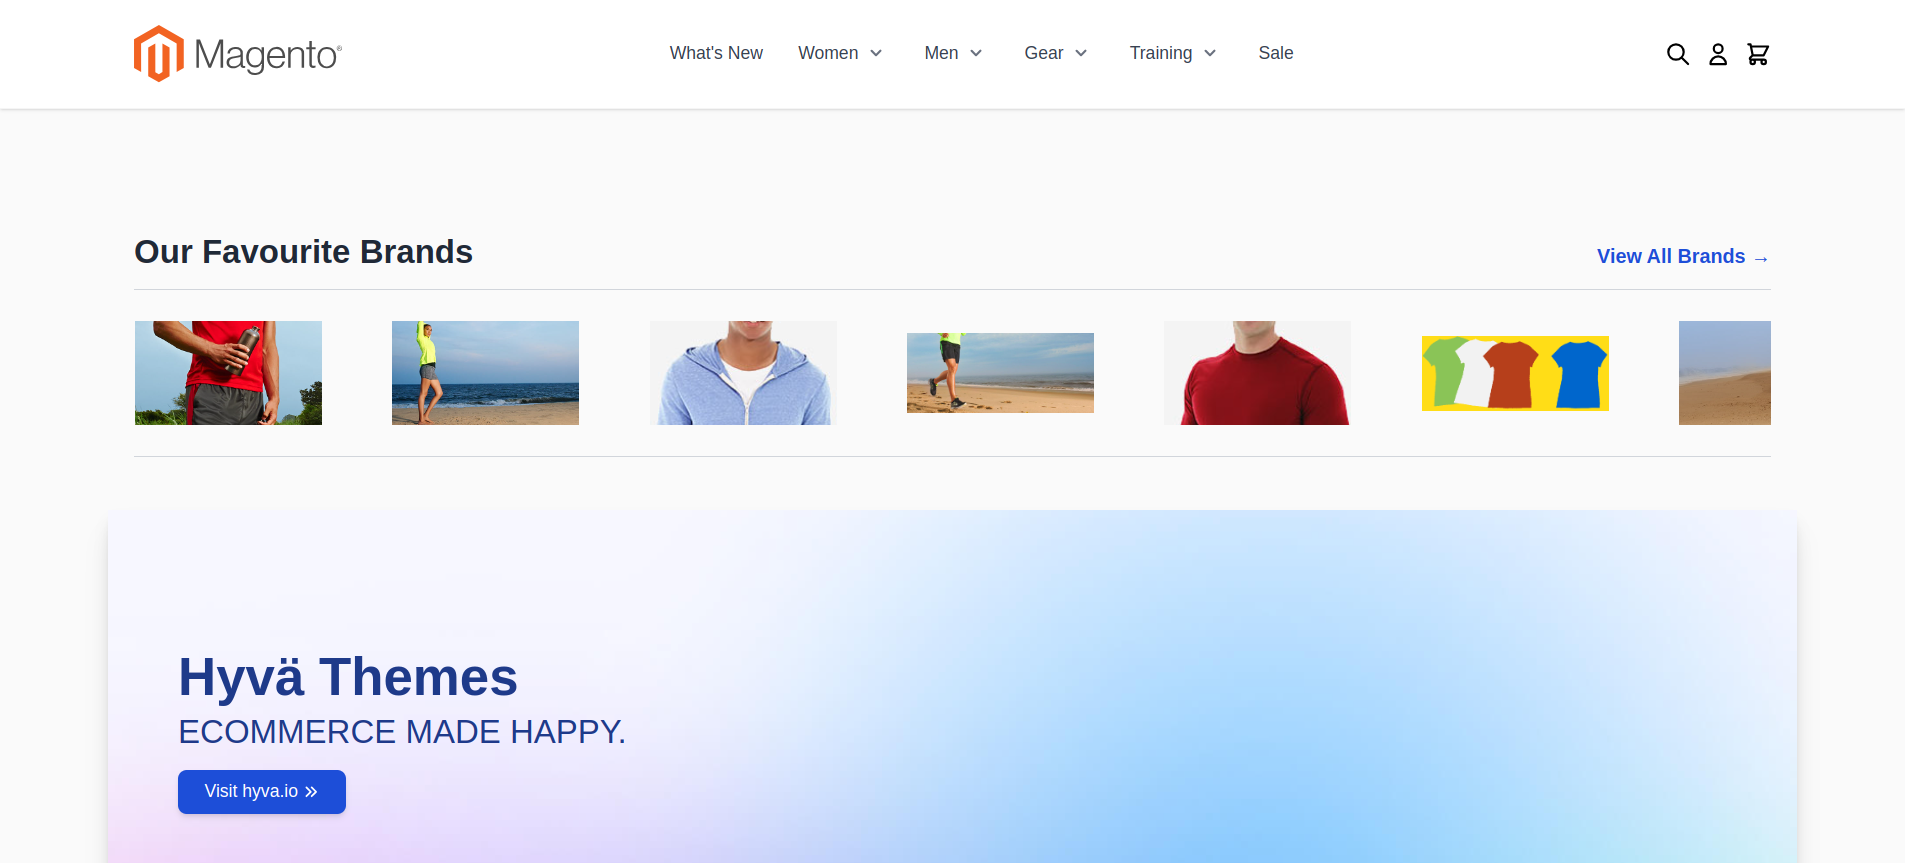 Magento®
What's New
Women
Men
Gear
Training
Sale
Our Favourite Brands
View All Brands →
Hyvä Themes
ECOMMERCE MADE HAPPY.
Visit hyva.io »